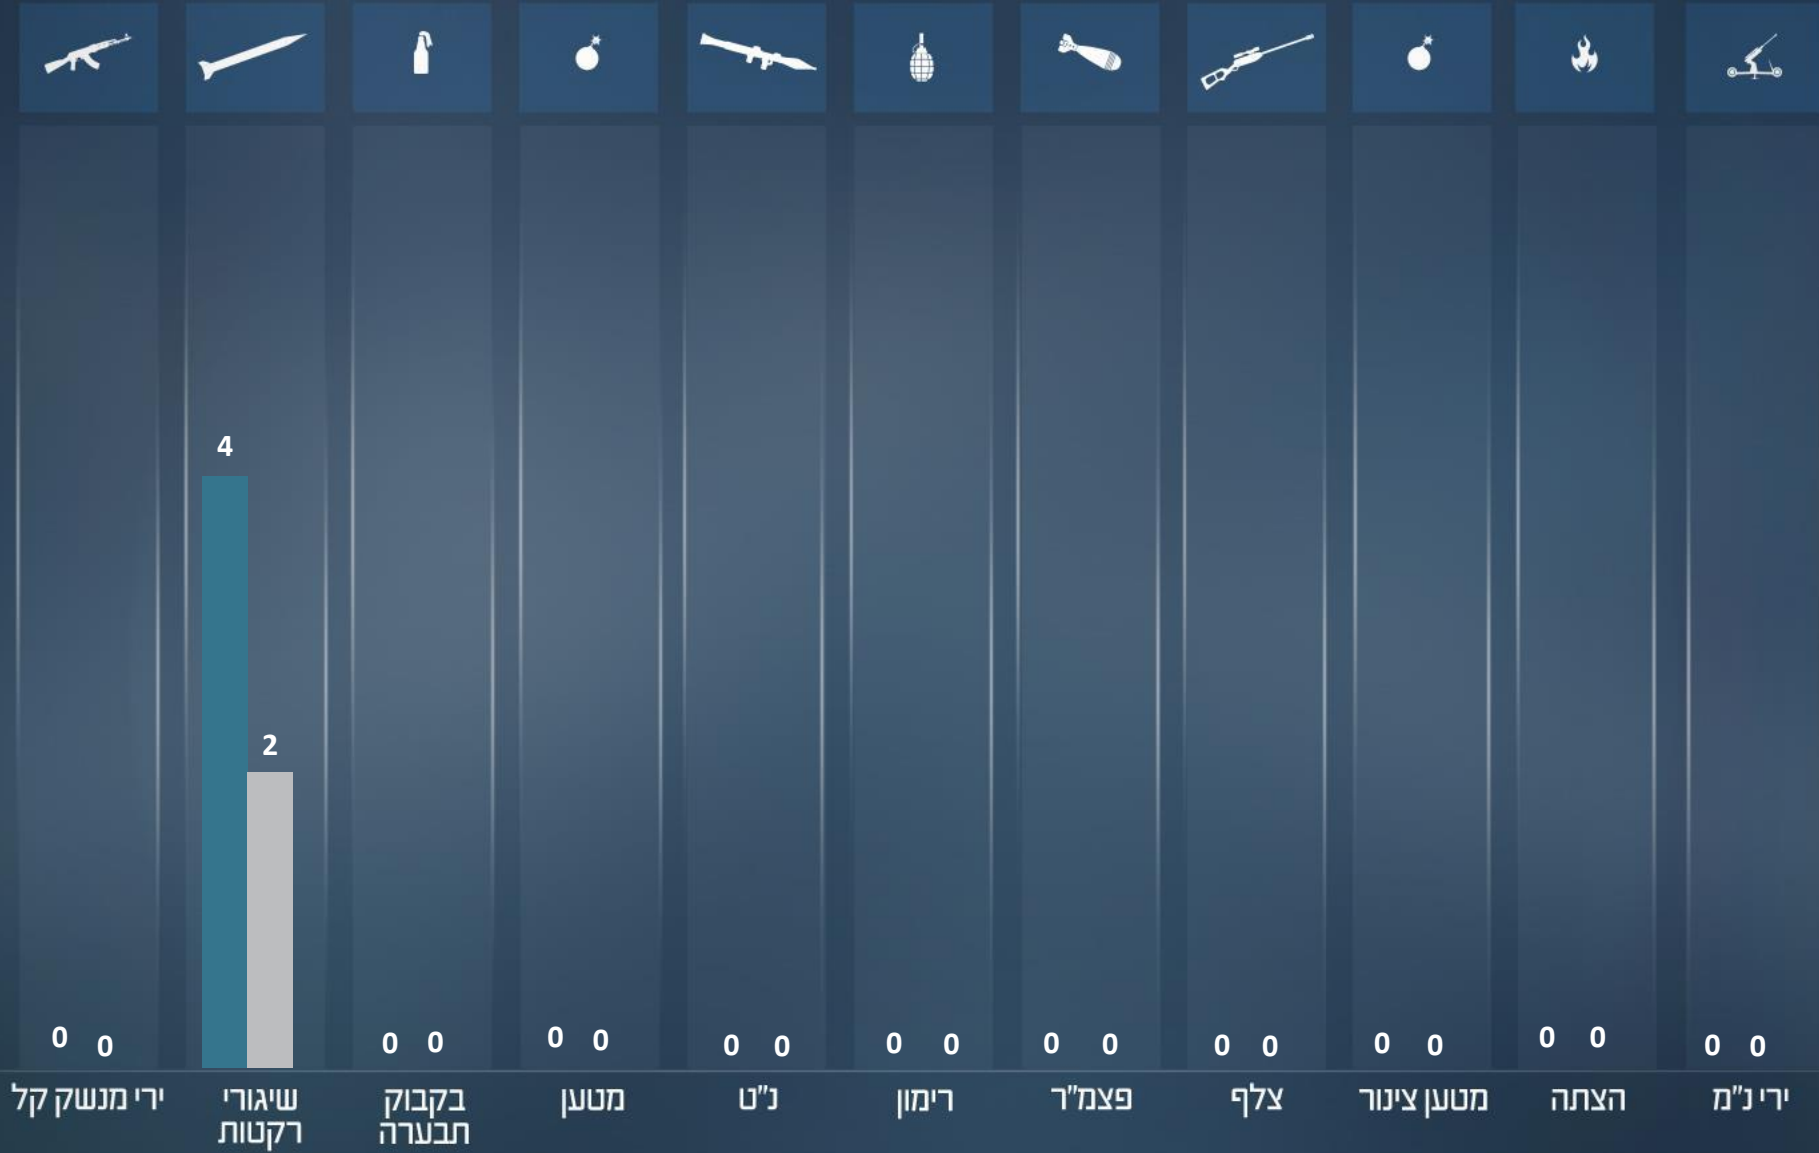 4
2
0 0
0 0
0 0
0 0
0 0
0 0
0 0
0 0
0 0
0 0
ירי מנשק קל
שיגורי
רקטות
בקבוק
תבערה
מטען
נ"ט
רימון
פצמ"ר
צלף
מטען צינור
הצתה
ירי נ"מ